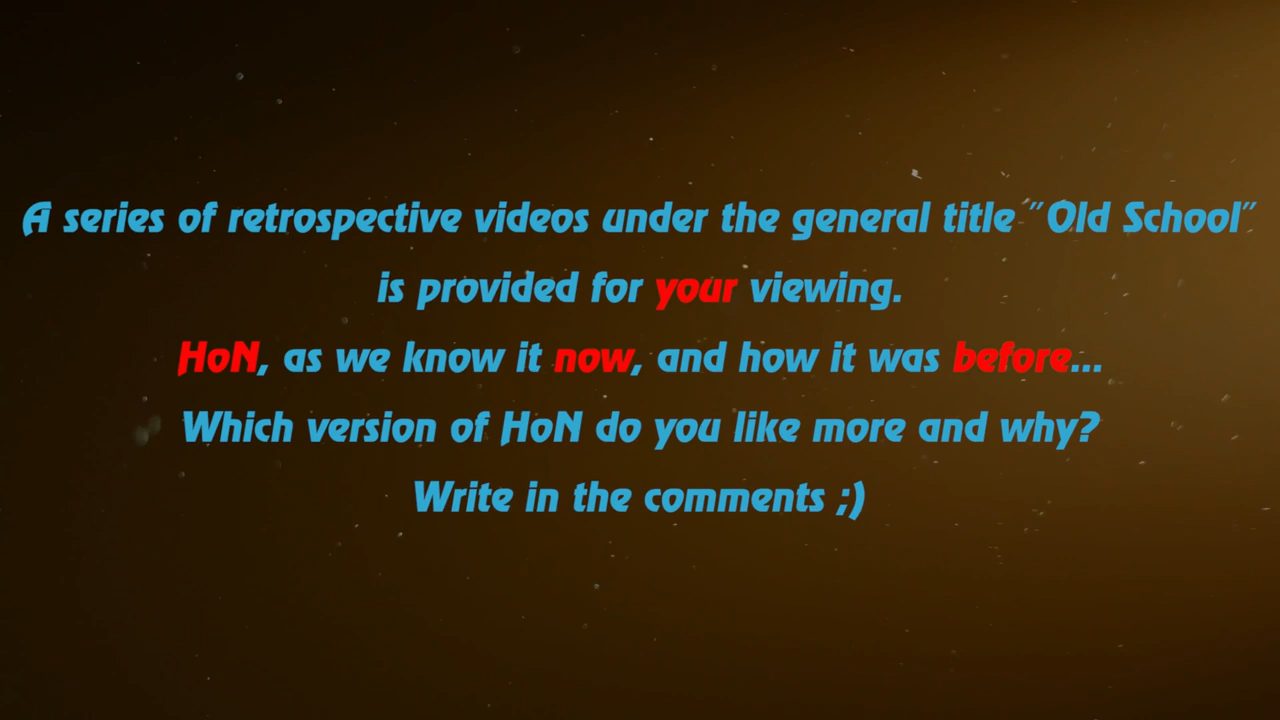 A series of retrospective videos under the general title "Old School"
is provided for your viewing.
HoN, as we know it now, and how it was before...
Which version of HoN do you like more and why?
Write in the comments ;)